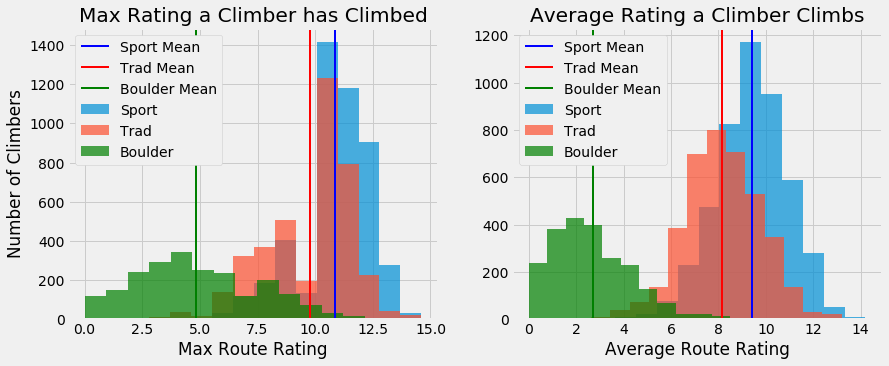 Max Rating a Climber has Climbed
Number of Climbers
1400
1200
1000
800
600
400
200
0
Sport Mean
Trad Mean
Boulder Mean
Sport
Trad
Boulder
0.0 2.5 5.0 7.5 10.0 12.5 15.0
Max Route Rating
Average Rating a Climber Climbs
1200
1000
800
600
400
200
0
Sport Mean
Trad Mean
Boulder Mean
Sport
Trad
Boulder
0 2 4 6 8 10 12 14
Average Route Rating